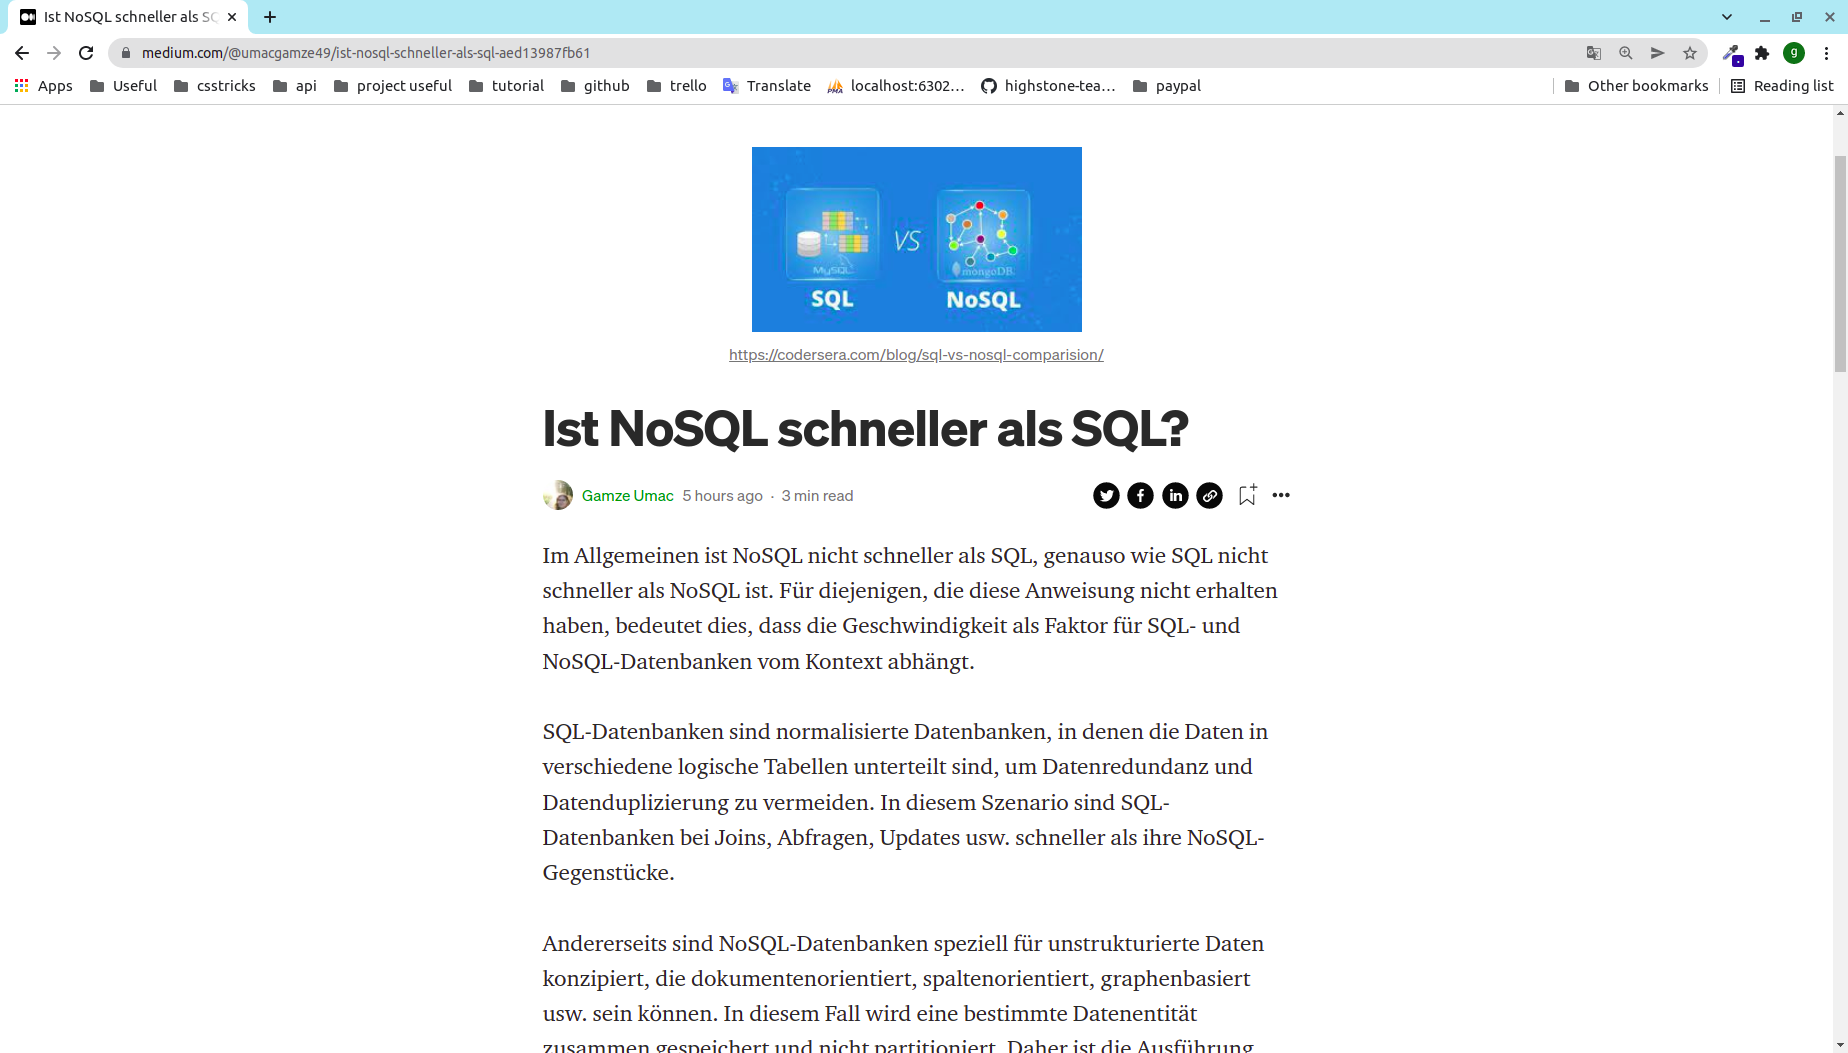 Ist NoSQL schneller als SQ
medium.com/@umacgamze49/ist-nosql-schneller-als-sql-aed13987fb61
g
Apps Useful csstricks api project useful tutorial github trello Translate localhost:6302... highstone-tea... paypal Other bookmarks Reading list
VS
MySQL mongoDB.
SQL NoSQL
https://codersera.com/blog/sql-vs-nosql-comparision/
Ist NoSQL schneller als SQL?
Gamze Umac 5 hours ago · 3 min read
Im Allgemeinen ist NoSQL nicht schneller als SQL, genauso wie SQL nicht
schneller als NoSQL ist. Für diejenigen, die diese Anweisung nicht erhalten
haben, bedeutet dies, dass die Geschwindigkeit als Faktor für SQL- und
NoSQL-Datenbanken vom Kontext abhängt.
SQL-Datenbanken sind normalisierte Datenbanken, in denen die Daten in
verschiedene logische Tabellen unterteilt sind, um Datenredundanz und
Datenduplizierung zu vermeiden. In diesem Szenario sind SQL-
Datenbanken bei Joins, Abfragen, Updates usw. schneller als ihre NoSQL-
Gegenstücke.
Andererseits sind NoSQL-Datenbanken speziell für unstrukturierte Daten
konzipiert, die dokumentenorientiert, spaltenorientiert, graphenbasiert
usw. sein können. In diesem Fall wird eine bestimmte Datenentität
zusammen gespeichert und nicht partitioniert. Daher ist die Ausführung